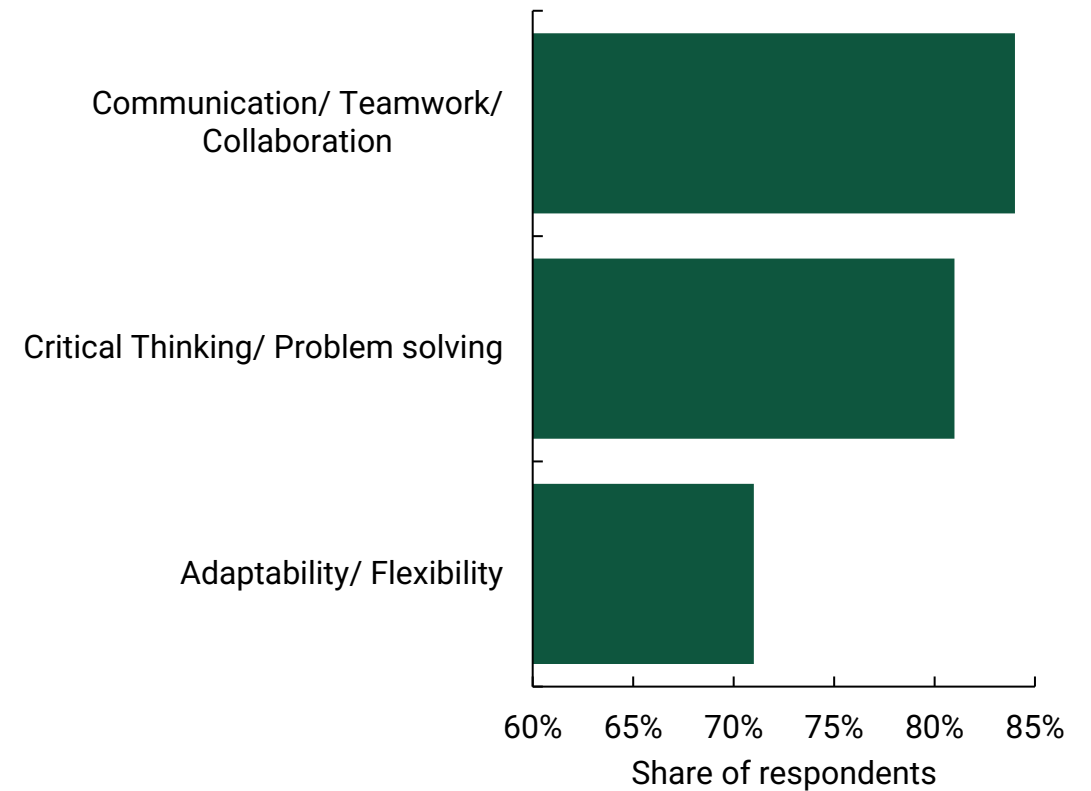 Communication/ Teamwork/
Collaboration
Critical Thinking/ Problem solving
Adaptability/ Flexibility
60% 65% 70% 75% 80% 85%
Share of respondents